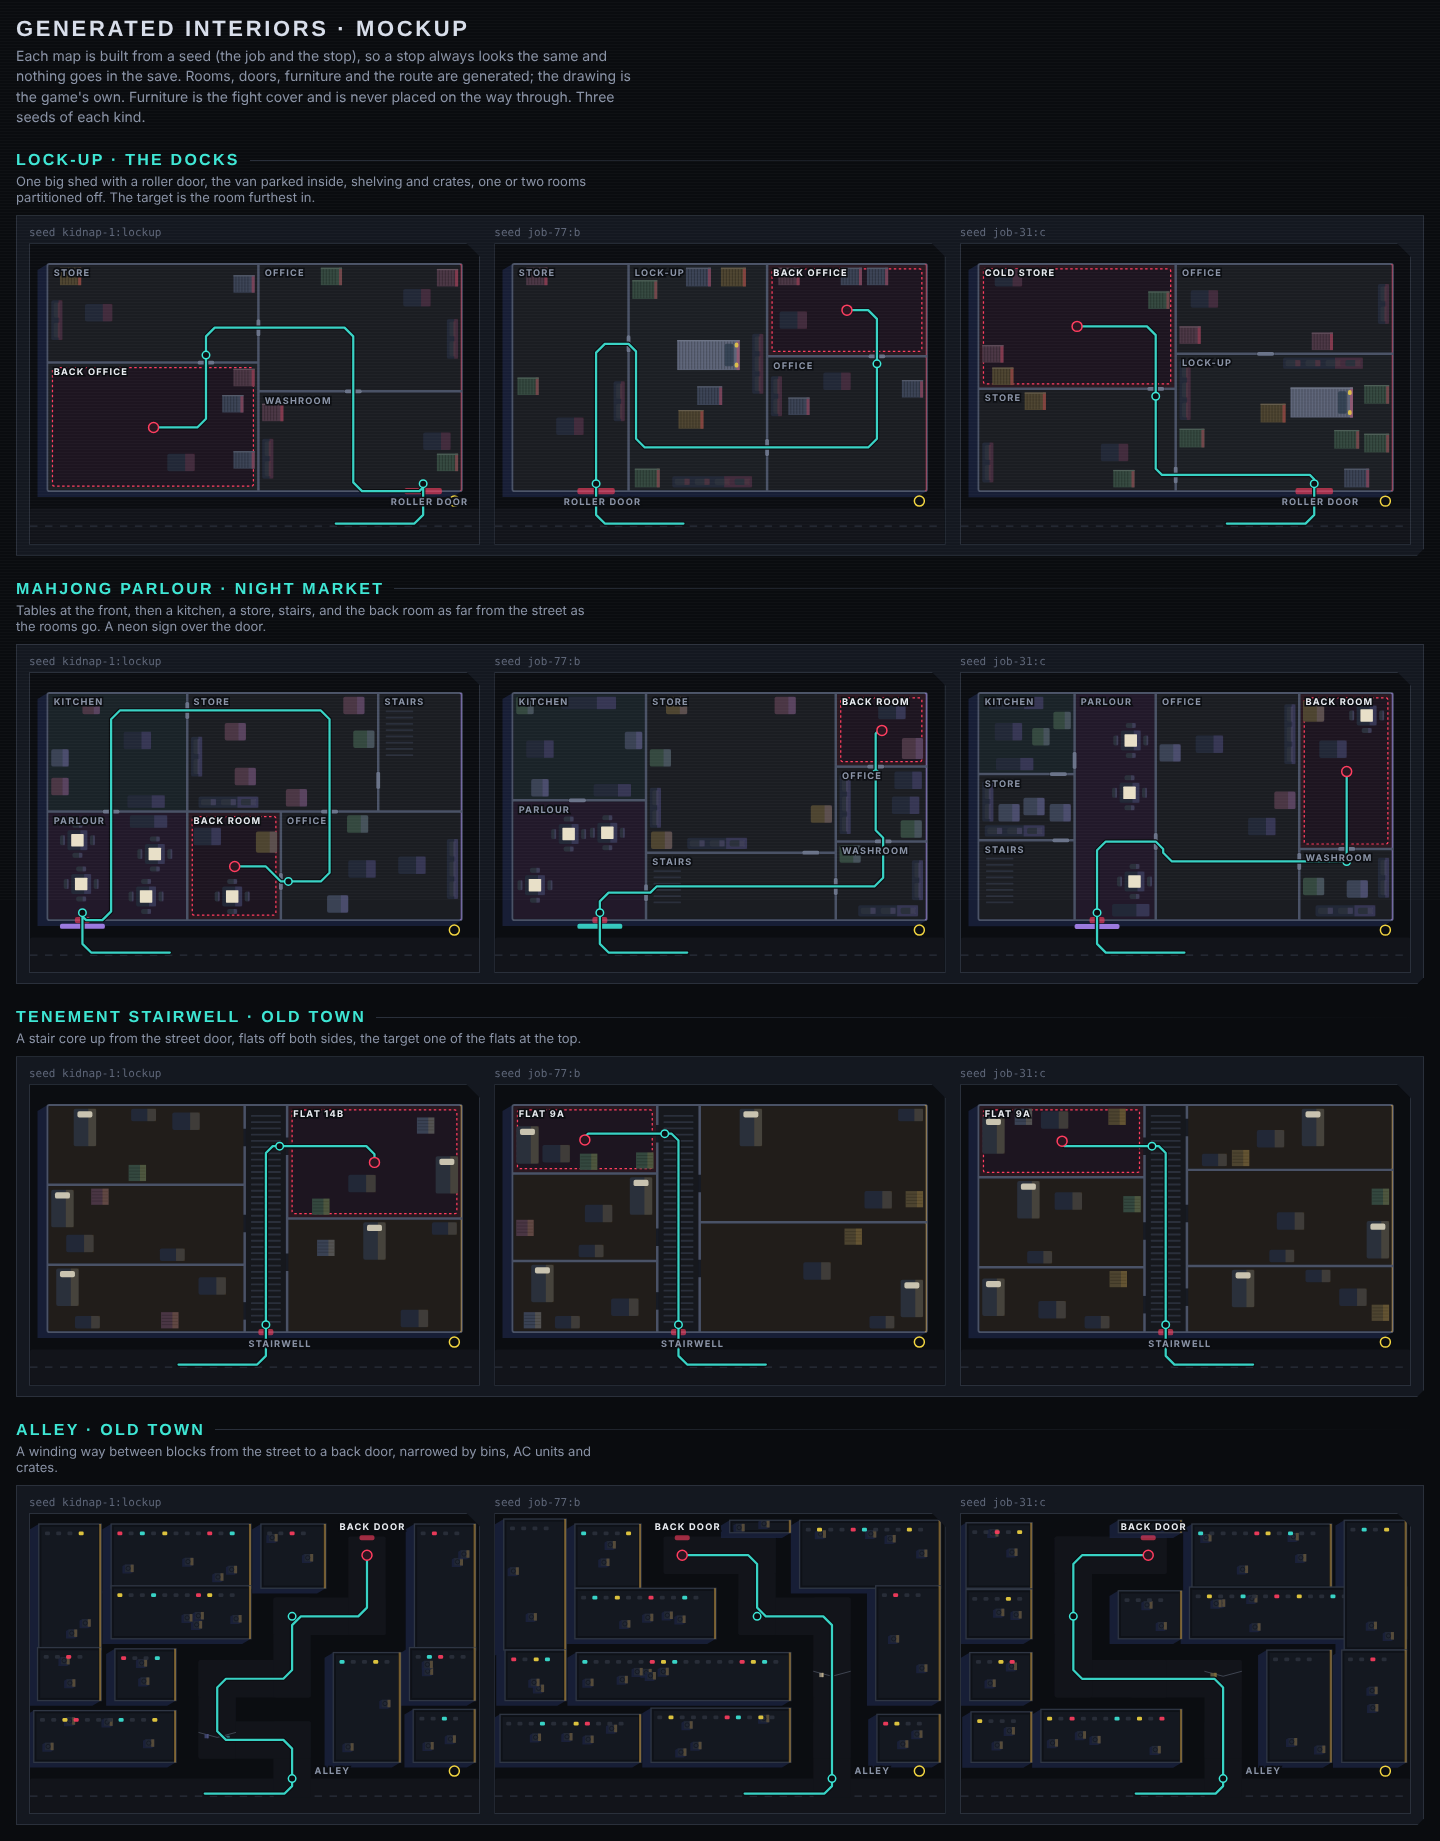 GENERATED INTERIORS · MOCKUP
Each map is built from a seed (the job and the stop), so a stop always looks the same and
nothing goes in the save. Rooms, doors, furniture and the route are generated; the drawing is
the game's own. Furniture is the fight cover and is never placed on the way through. Three
seeds of each kind.
LOCK-UP · THE DOCKS
One big shed with a roller door, the van parked inside, shelving and crates, one or two rooms
partitioned off. The target is the room furthest in.
seed kidnap-1:lockup
STORE
OFFICE
BACK OFFICE
WASHROOM
ROLLER DOOR
seed job-77:b
STORE
LOCK-UP
BACK OFFICE
OFFICE
ROLLER DOOR
seed job-31:c
COLD STORE
OFFICE
LOCK-UP
STORE
ROLLER DOOR
MAHJONG PARLOUR · NIGHT MARKET
Tables at the front, then a kitchen, a store, stairs, and the back room as far from the street as
the rooms go. A neon sign over the door.
seed kidnap-1:lockup
KITCHEN
STORE
STAIRS
PARLOUR
BACK ROOM
OFFICE
seed job-77:b
KITCHEN
STORE
BACK ROOM
OFFICE
PARLOUR
WASHROOM
STAIRS
seed job-31:c
KITCHEN
PARLOUR
OFFICE
BACK ROOM
STORE
STAIRS
WASHROOM
TENEMENT STAIRWELL · OLD TOWN
A stair core up from the street door, flats off both sides, the target one of the flats at the top.
seed kidnap-1:lockup
FLAT 14B
STAIRWELL
seed job-77:b
FLAT 9A
STAIRWELL
seed job-31:c
FLAT 9A
STAIRWELL
ALLEY · OLD TOWN
A winding way between blocks from the street to a back door, narrowed by bins, AC units and
crates.
seed kidnap-1:lockup
BACK DOOR
ALLEY
seed job-77:b
BACK DOOR
ALLEY
seed job-31:c
BACK DOOR
ALLEY